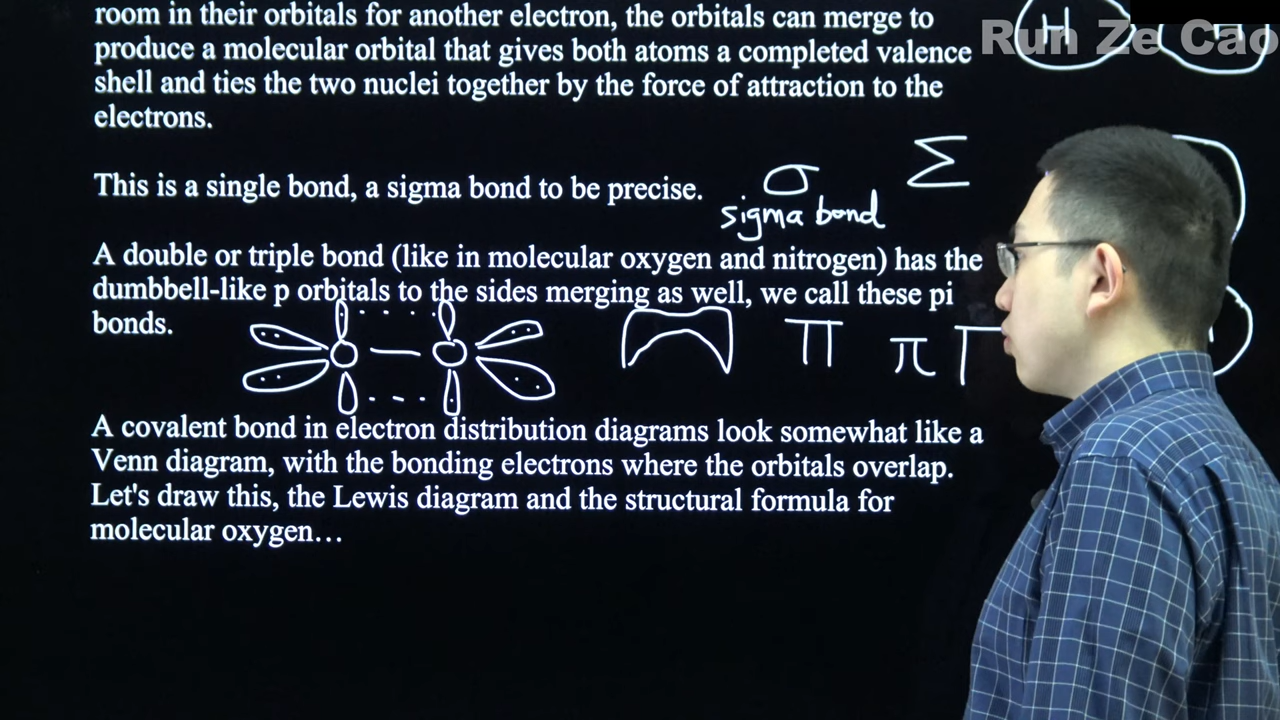 room in their orbitals for another electron, the orbitals can merge to
produce a molecular orbital that gives both atoms a completed valence
shell and ties the two nuclei together by the force of attraction to the
electrons.
Run Ze Cao
H
This is a single bond, a sigma bond to be precise.
σ
Σ
sigma bond
A double or triple bond (like in molecular oxygen and nitrogen) has the
dumbbell-like p orbitals to the sides merging as well, we call these pi
bonds.
Π π Γ
A covalent bond in electron distribution diagrams look somewhat like a
Venn diagram, with the bonding electrons where the orbitals overlap.
Let's draw this, the Lewis diagram and the structural formula for
molecular oxygen…